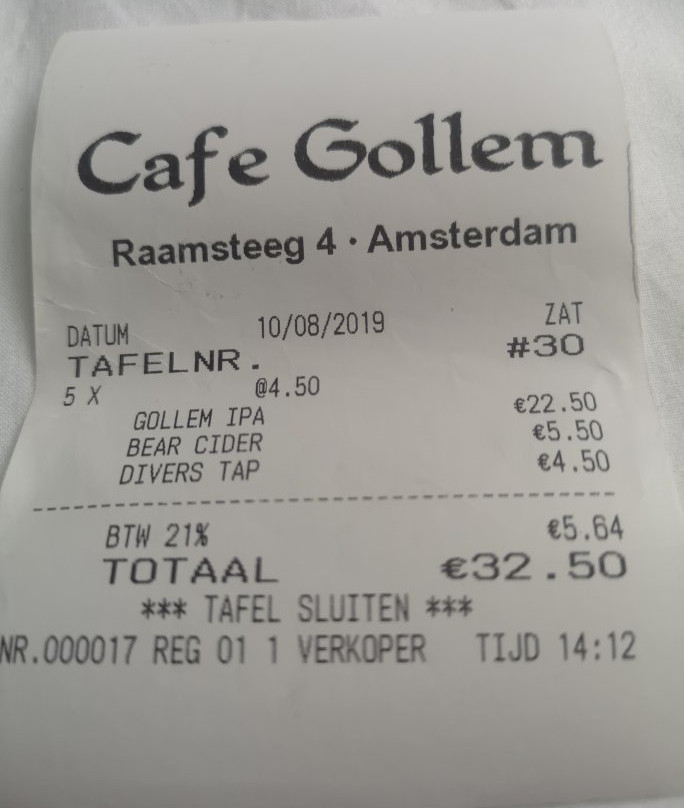 Cafe Gollem
Raamsteeg 4 · Amsterdam
DATUM 10/08/2019 ZAT
TAFELNR. #30
5 X @4.50
GOLLEM IPA €22.50
BEAR CIDER €5.50
DIVERS TAP €4.50
BTW 21% €5.64
TOTAAL €32.50
*** TAFEL SLUITEN ***
NR.000017 REG 01 1 VERKOPER TIJD 14:12